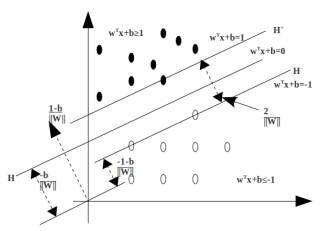 wᵀx+b≥1
wᵀx+b=1
H⁺
wᵀx+b=0
H⁻
wᵀx+b=-1
1-b
||W||
2
||W||
-1-b
||W||
H
-b
||W||
wᵀx+b≤-1